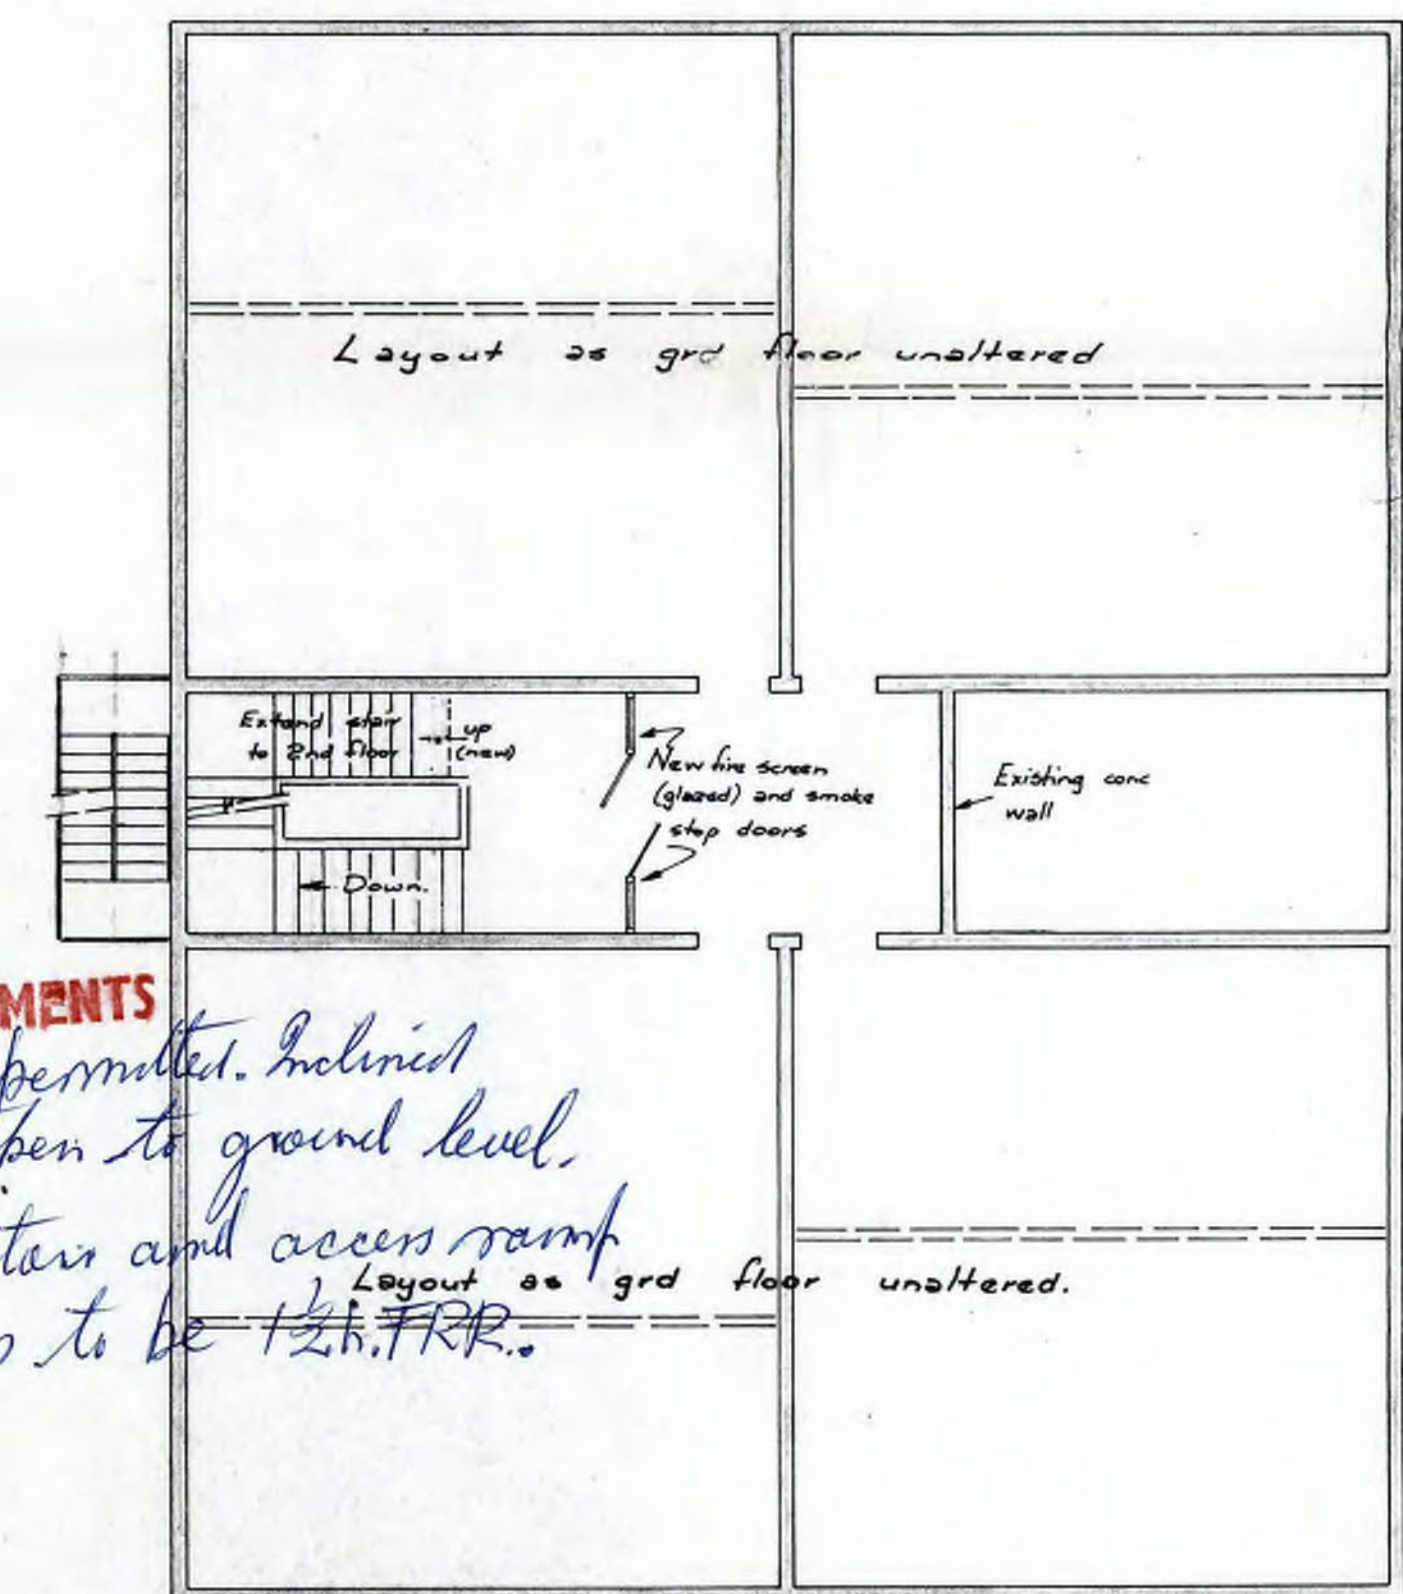 Layout as grd floor unaltered
Extend stair
to 2nd floor
up
(new)
New fire screen
(glazed) and smoke
stop doors
Existing conc
wall
Down.
MENTS
permitted. Inclined
pen to ground level.
tair and access ramp
Layout as grd floor unaltered.
to be 1½h.FRR..